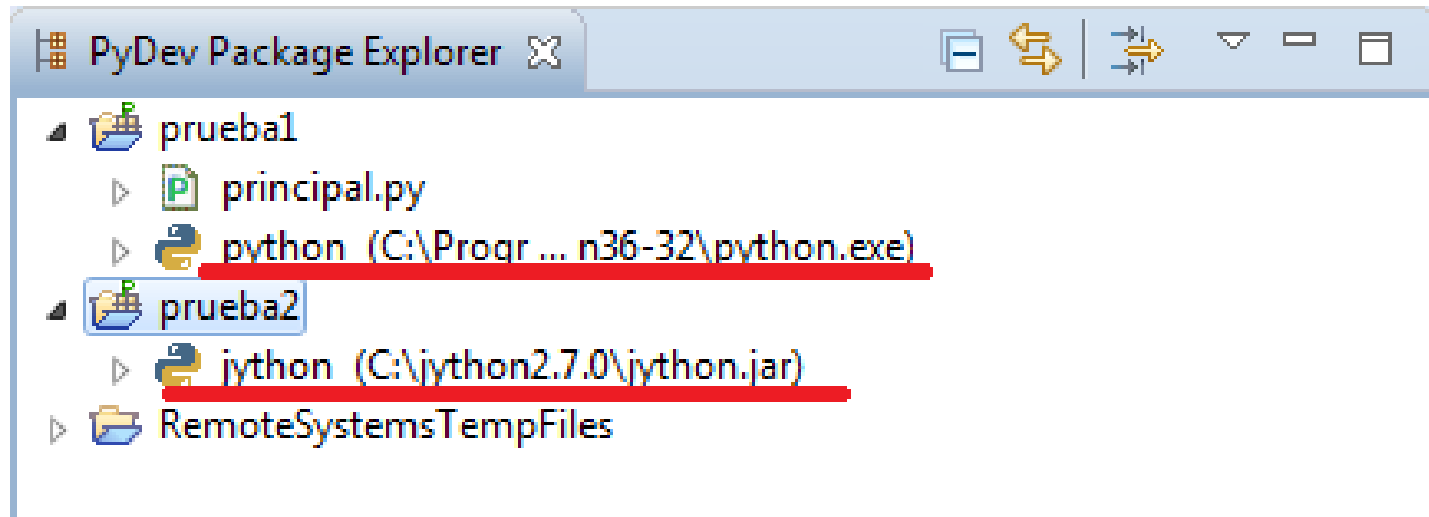 PyDev Package Explorer
prueba1
principal.py
python (C:\Progr ... n36-32\python.exe)
prueba2
jython (C:\jython2.7.0\jython.jar)
RemoteSystemsTempFiles